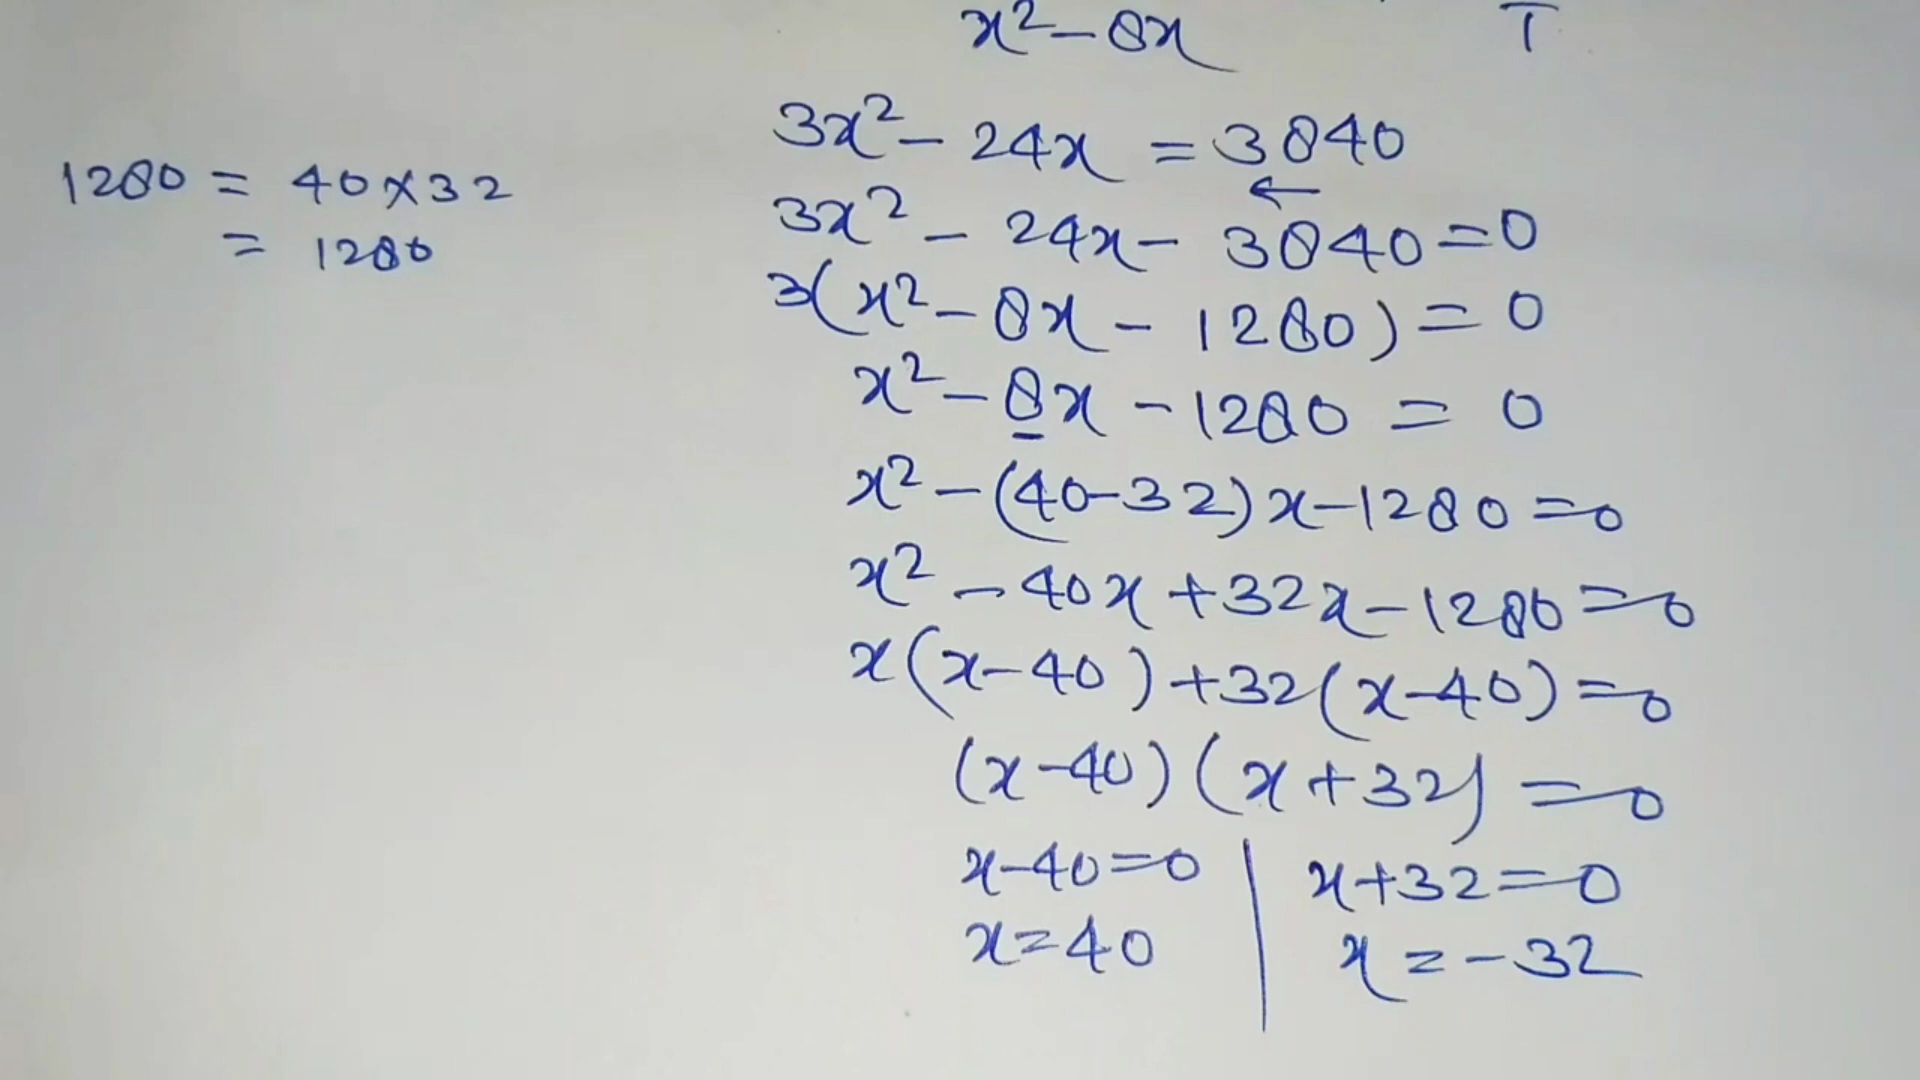 x² - 8x 1
3x² - 24x = 3840
3x² - 24x - 3840 = 0
3(x² - 8x - 1280) = 0
x² - 8x - 1280 = 0
x² - (40-32)x - 1280 = 0
x² - 40x + 32x - 1280 = 0
x(x-40) + 32(x-40) = 0
(x-40)(x+32) = 0
x-40=0 | x+32=0
x=40 | x=-32
1280 = 40×32
= 1280